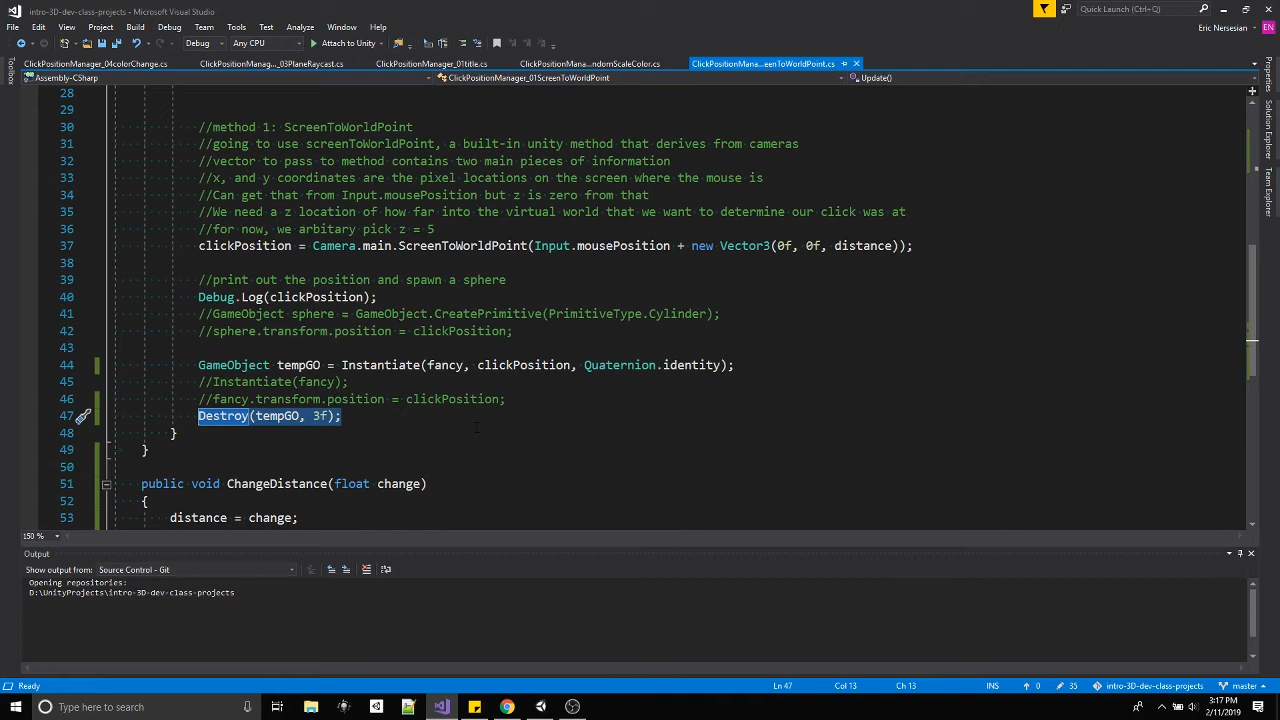 intro-3D-dev-class-projects - Microsoft Visual Studio
Quick Launch (Ctrl+Q)
File Edit View Project Build Debug Team Tools Test Analyze Window Help
Eric Nersesian EN
Debug Any CPU Attach to Unity
ClickPositionManager_04colorChange.cs ClickPositionManag..._03PlaneRaycast.cs ClickPositionManager_01title.cs ...ndomScaleColor.cs ClickPositionMana...eenToWorldPoint.cs
Assembly-CSharp ClickPositionManager_01ScreenToWorldPoint Update()
Toolbox
Properties
Solution Explorer
Team Explorer
28
29
30 //method 1: ScreenToWorldPoint
31 //going to use screenToWorldPoint, a built-in unity method that derives from cameras
32 //vector to pass to method contains two main pieces of information
33 //x, and y coordinates are the pixel locations on the screen where the mouse is
34 //Can get that from Input.mousePosition but z is zero from that
35 //We need a z location of how far into the virtual world that we want to determine our click was at
36 //for now, we arbitary pick z = 5
37 clickPosition = Camera.main.ScreenToWorldPoint(Input.mousePosition + new Vector3(0f, 0f, distance));
38
39 //print out the position and spawn a sphere
40 Debug.Log(clickPosition);
41 //GameObject sphere = GameObject.CreatePrimitive(PrimitiveType.Cylinder);
42 //sphere.transform.position = clickPosition;
43
44 GameObject tempGO = Instantiate(fancy, clickPosition, Quaternion.identity);
45 //Instantiate(fancy);
46 //fancy.transform.position = clickPosition;
47 Destroy(tempGO, 3f);
48 }
49 }
50
51 public void ChangeDistance(float change)
52 {
53 distance = change;
150 %
Output
Show output from: Source Control - Git
Opening repositories:
D:\UnityProjects\intro-3D-dev-class-projects
Ready Ln 47 Col 13 Ch 13 INS 0 35 intro-3D-dev-class-projects master
Type here to search
3:17 PM
2/11/2019